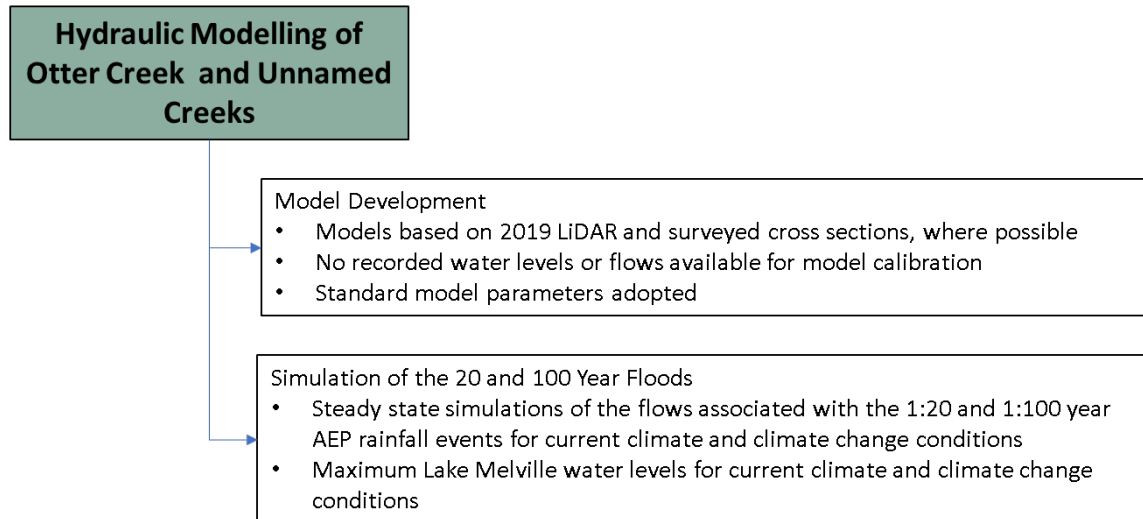 Hydraulic Modelling of
Otter Creek and Unnamed
Creeks
Model Development
• Models based on 2019 LiDAR and surveyed cross sections, where possible
• No recorded water levels or flows available for model calibration
• Standard model parameters adopted
Simulation of the 20 and 100 Year Floods
• Steady state simulations of the flows associated with the 1:20 and 1:100 year
AEP rainfall events for current climate and climate change conditions
• Maximum Lake Melville water levels for current climate and climate change
conditions